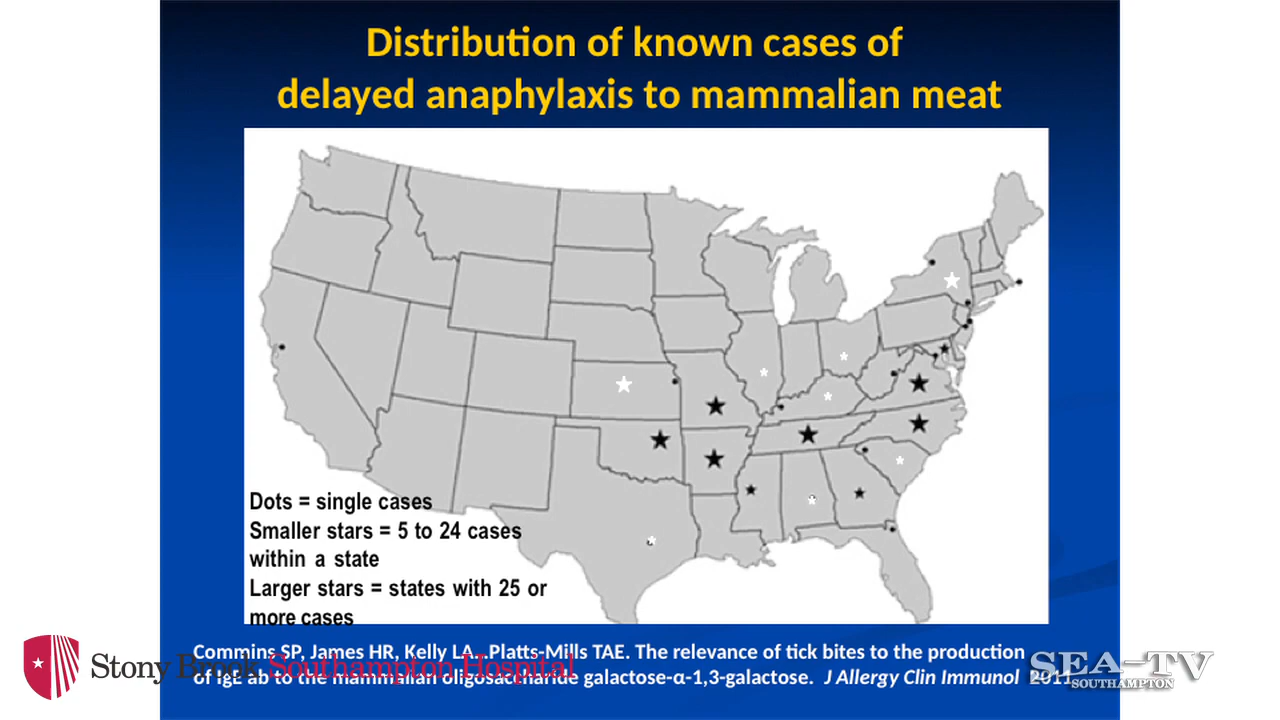 Distribution of known cases of
delayed anaphylaxis to mammalian meat
Dots = single cases
Smaller stars = 5 to 24 cases
within a state
Larger stars = states with 25 or
more cases
Commins SP, James HR, Kelly LA, Platts-Mills TAE. The relevance of tick bites to the production
of IgE ab to the mammalian oligosaccharide galactose-α-1,3-galactose. J Allergy Clin Immunol 2011
Stony Brook Southampton Hospital
SEA-TV
SOUTHAMPTON